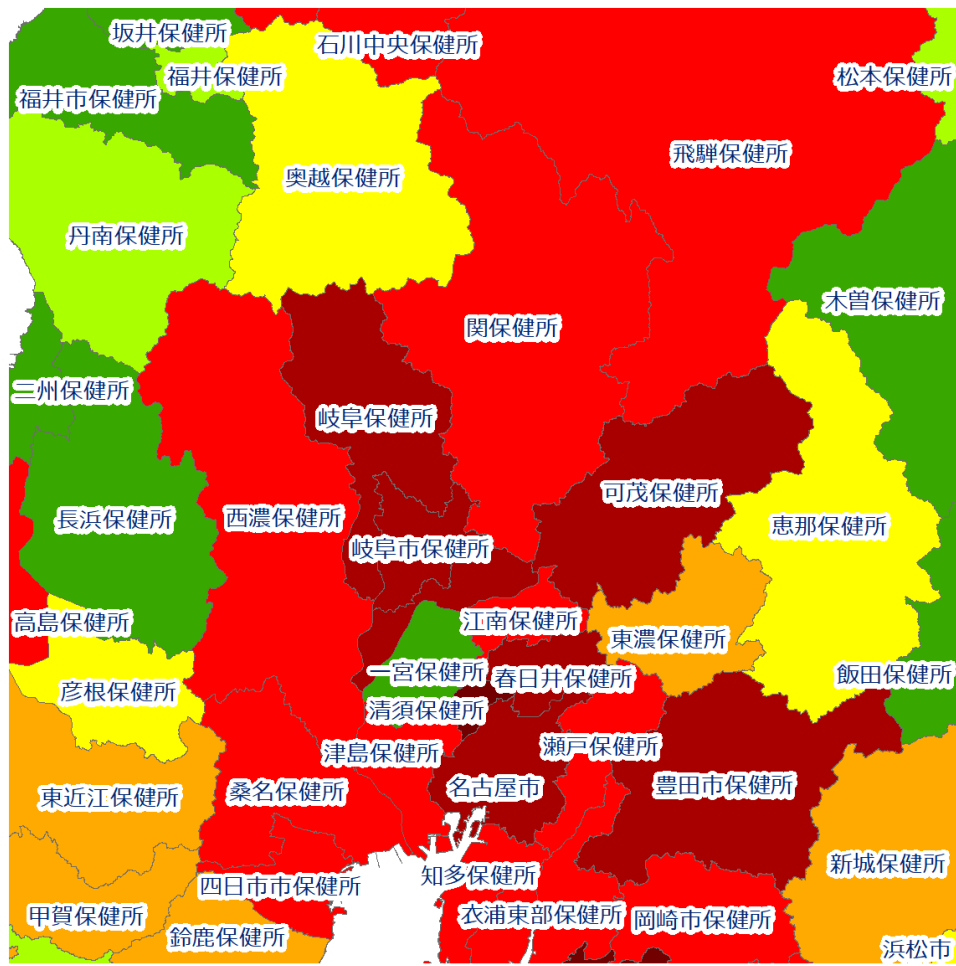 坂井保健所
石川中央保健所
福井保健所
松本保健所
福井市保健所
飛騨保健所
奥越保健所
丹南保健所
木曽保健所
関保健所
二州保健所
岐阜保健所
可茂保健所
長浜保健所
西濃保健所
恵那保健所
岐阜市保健所
高島保健所
江南保健所
東濃保健所
一宮保健所
春日井保健所
飯田保健所
彦根保健所
清須保健所
津島保健所
瀬戸保健所
東近江保健所
桑名保健所
名古屋市
豊田市保健所
新城保健所
四日市市保健所
知多保健所
甲賀保健所
衣浦東部保健所
岡崎市保健所
鈴鹿保健所
浜松市